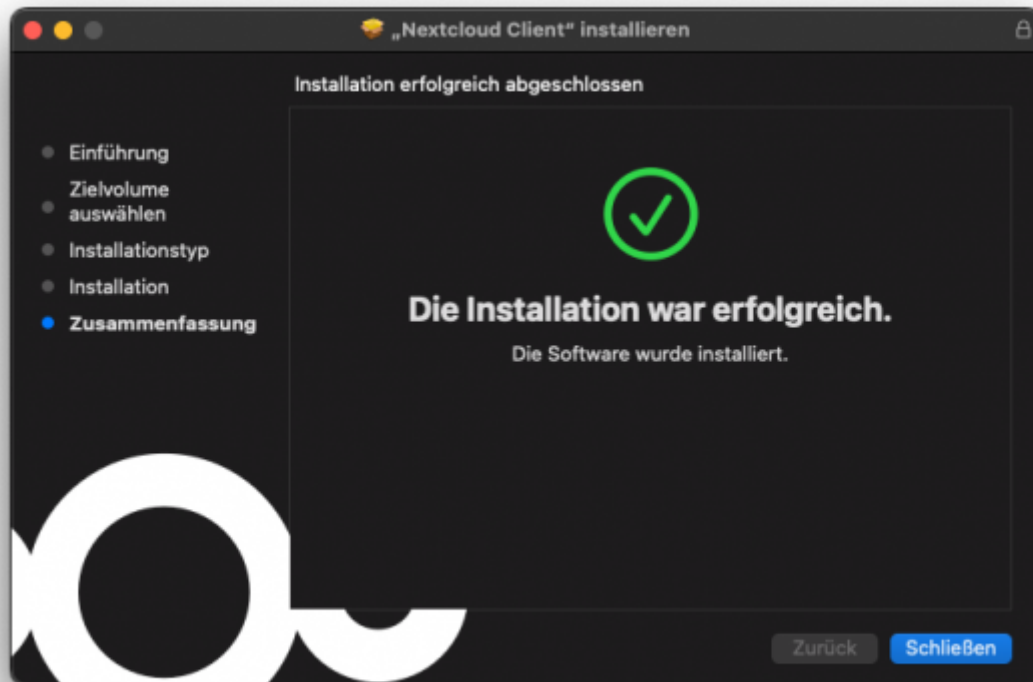 „Nextcloud Client“ installieren
Installation erfolgreich abgeschlossen
Einführung
Zielvolume
auswählen
Installationstyp
Installation
Zusammenfassung
Die Installation war erfolgreich.
Die Software wurde installiert.
Zurück
Schließen